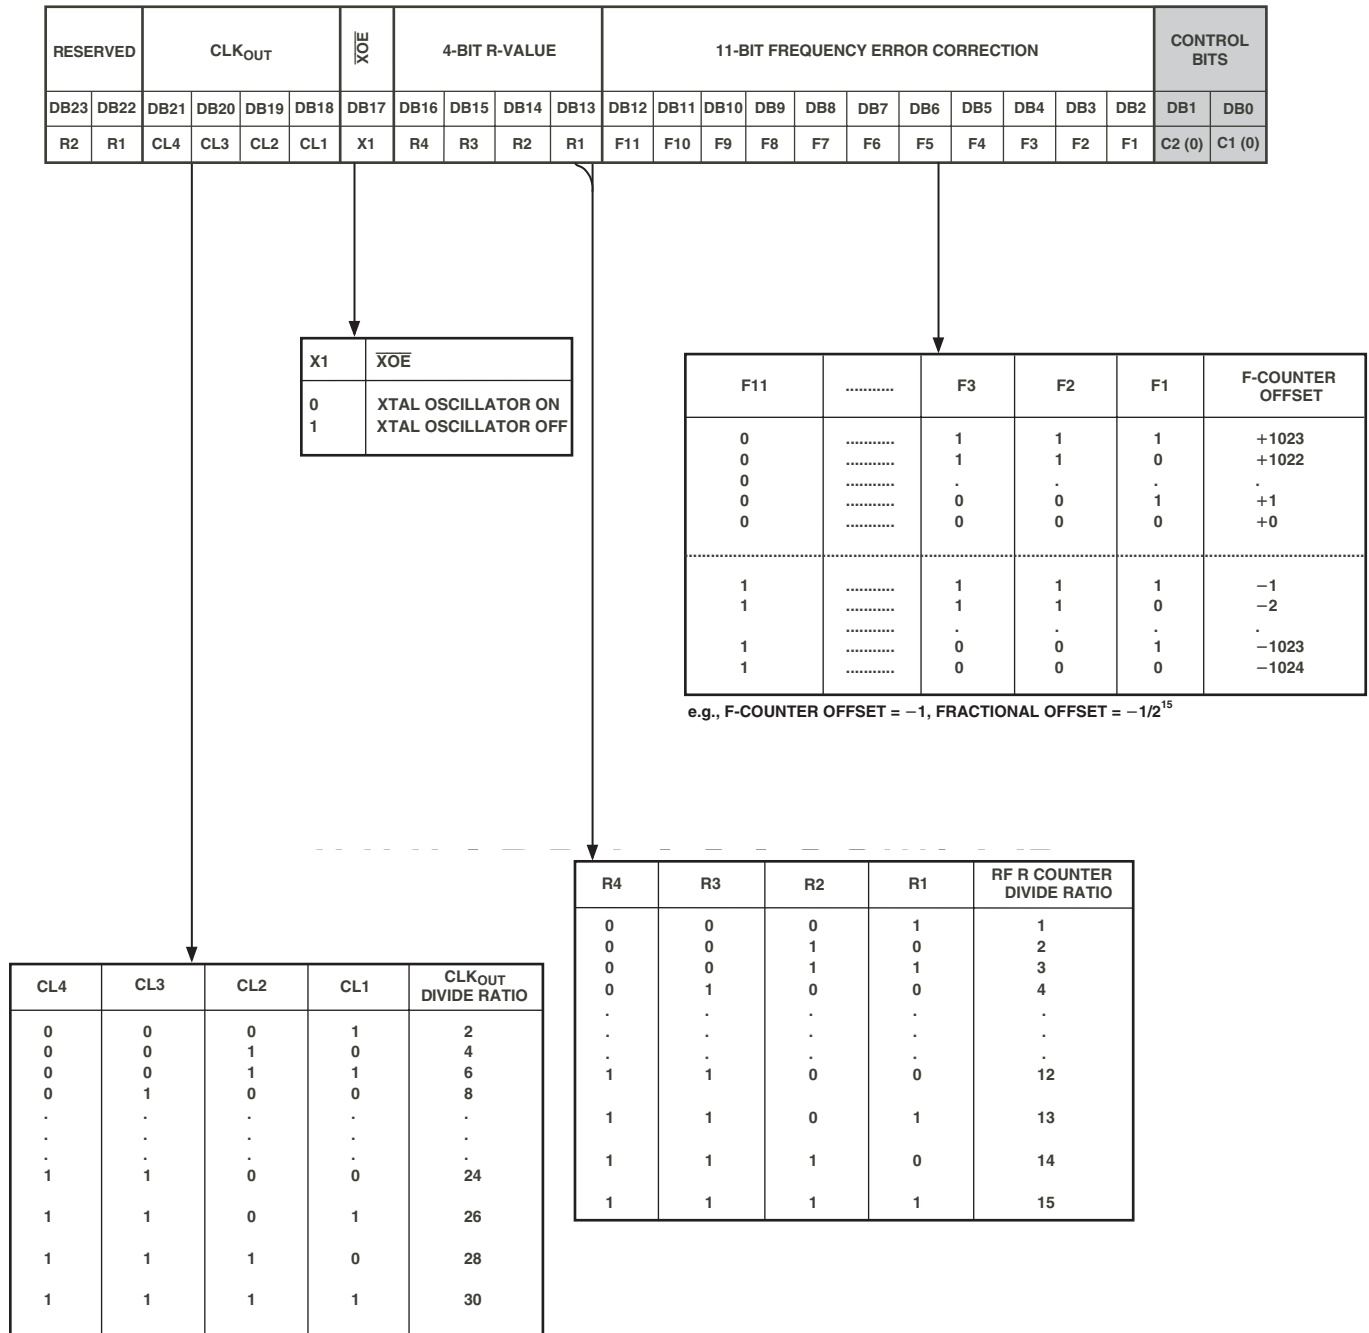 RESERVED CLKOUT XOE 4-BIT R-VALUE 11-BIT FREQUENCY ERROR CORRECTION CONTROL BITS
DB23 DB22 DB21 DB20 DB19 DB18 DB17 DB16 DB15 DB14 DB13 DB12 DB11 DB10 DB9 DB8 DB7 DB6 DB5 DB4 DB3 DB2 DB1 DB0
R2 R1 CL4 CL3 CL2 CL1 X1 R4 R3 R2 R1 F11 F10 F9 F8 F7 F6 F5 F4 F3 F2 F1 C2 (0) C1 (0)
X1 XOE
0 XTAL OSCILLATOR ON
1 XTAL OSCILLATOR OFF
F11 ........... F3 F2 F1 F-COUNTER OFFSET
0 ........... 1 1 1 +1023
0 ........... 1 1 0 +1022
0 ........... . . . .
0 ........... 0 0 1 +1
0 ........... 0 0 0 +0
1 ........... 1 1 1 −1
1 ........... 1 1 0 −2
........... . . . .
1 ........... 0 0 1 −1023
1 ........... 0 0 0 −1024
e.g., F-COUNTER OFFSET = −1, FRACTIONAL OFFSET = −1/2¹⁵
R4 R3 R2 R1 RF R COUNTER DIVIDE RATIO
0 0 0 1 1
0 0 1 0 2
0 0 1 1 3
0 1 0 0 4
. . . . .
. . . . .
. . . . .
1 1 0 0 12
1 1 0 1 13
1 1 1 0 14
1 1 1 1 15
CL4 CL3 CL2 CL1 CLKOUT DIVIDE RATIO
0 0 0 1 2
0 0 1 0 4
0 0 1 1 6
0 1 0 0 8
. . . . .
. . . . .
. . . . .
1 1 0 0 24
1 1 0 1 26
1 1 1 0 28
1 1 1 1 30